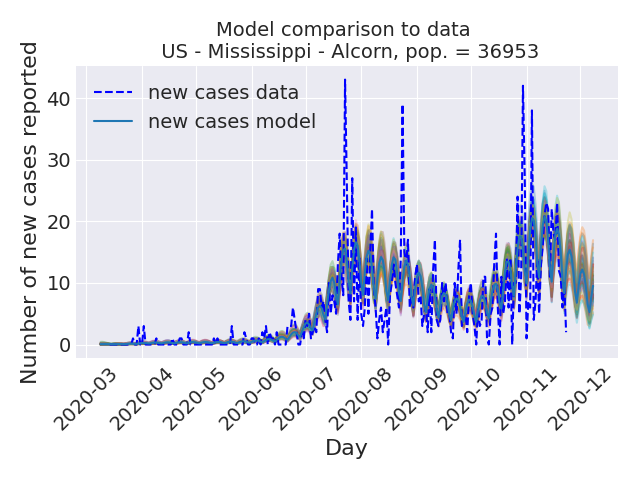 Model comparison to data
US - Mississippi - Alcorn, pop. = 36953
Number of new cases reported
40
30
20
10
0
new cases data
new cases model
2020-03
2020-04
2020-05
2020-06
2020-07
2020-08
2020-09
2020-10
2020-11
2020-12
Day